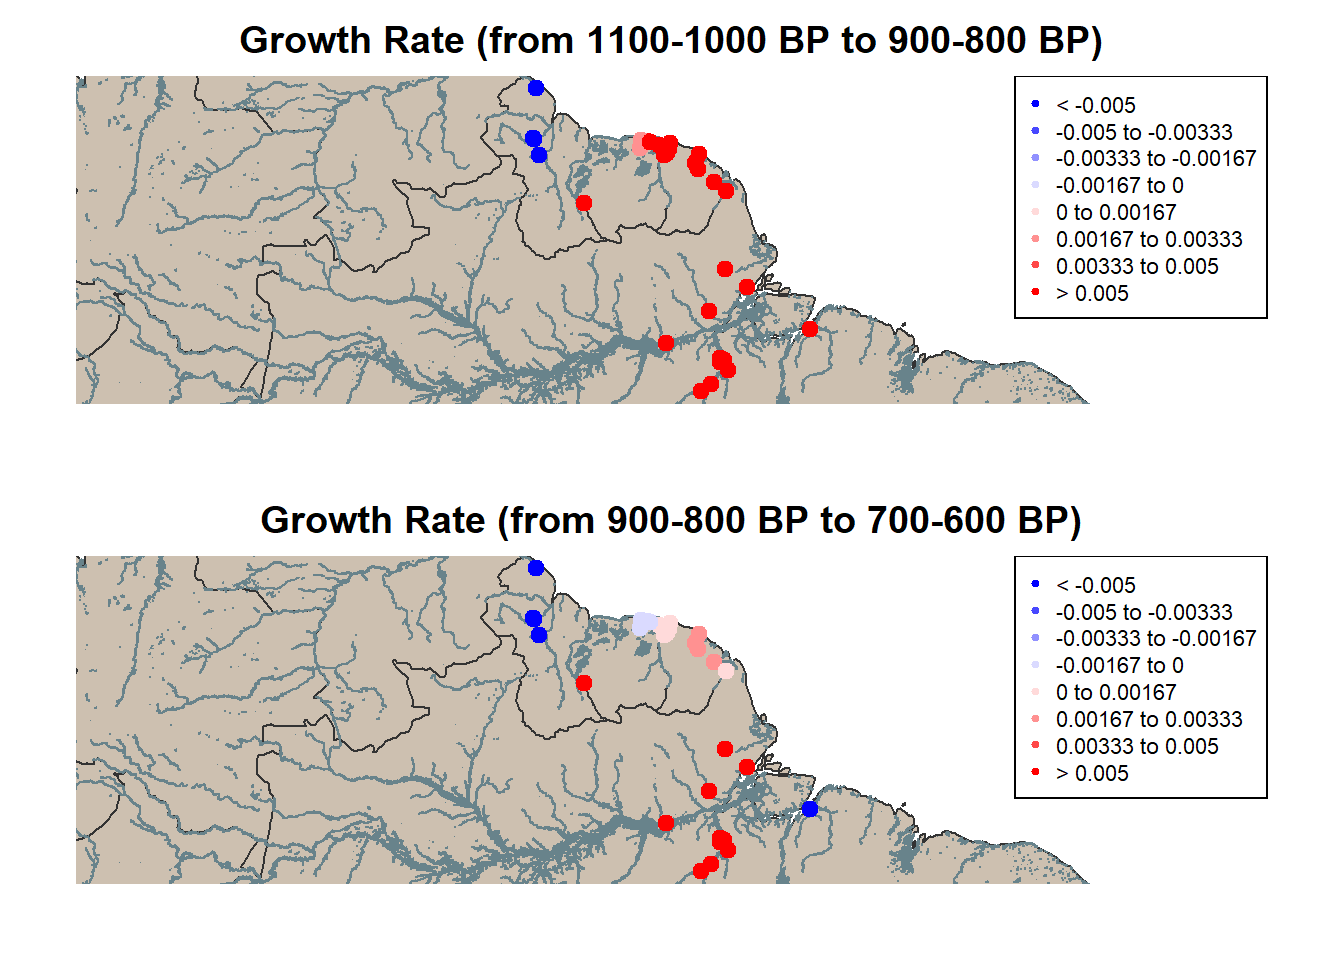 Growth Rate (from 1100-1000 BP to 900-800 BP)
< -0.005
-0.005 to -0.00333
-0.00333 to -0.00167
-0.00167 to 0
0 to 0.00167
0.00167 to 0.00333
0.00333 to 0.005
> 0.005
Growth Rate (from 900-800 BP to 700-600 BP)
< -0.005
-0.005 to -0.00333
-0.00333 to -0.00167
-0.00167 to 0
0 to 0.00167
0.00167 to 0.00333
0.00333 to 0.005
> 0.005